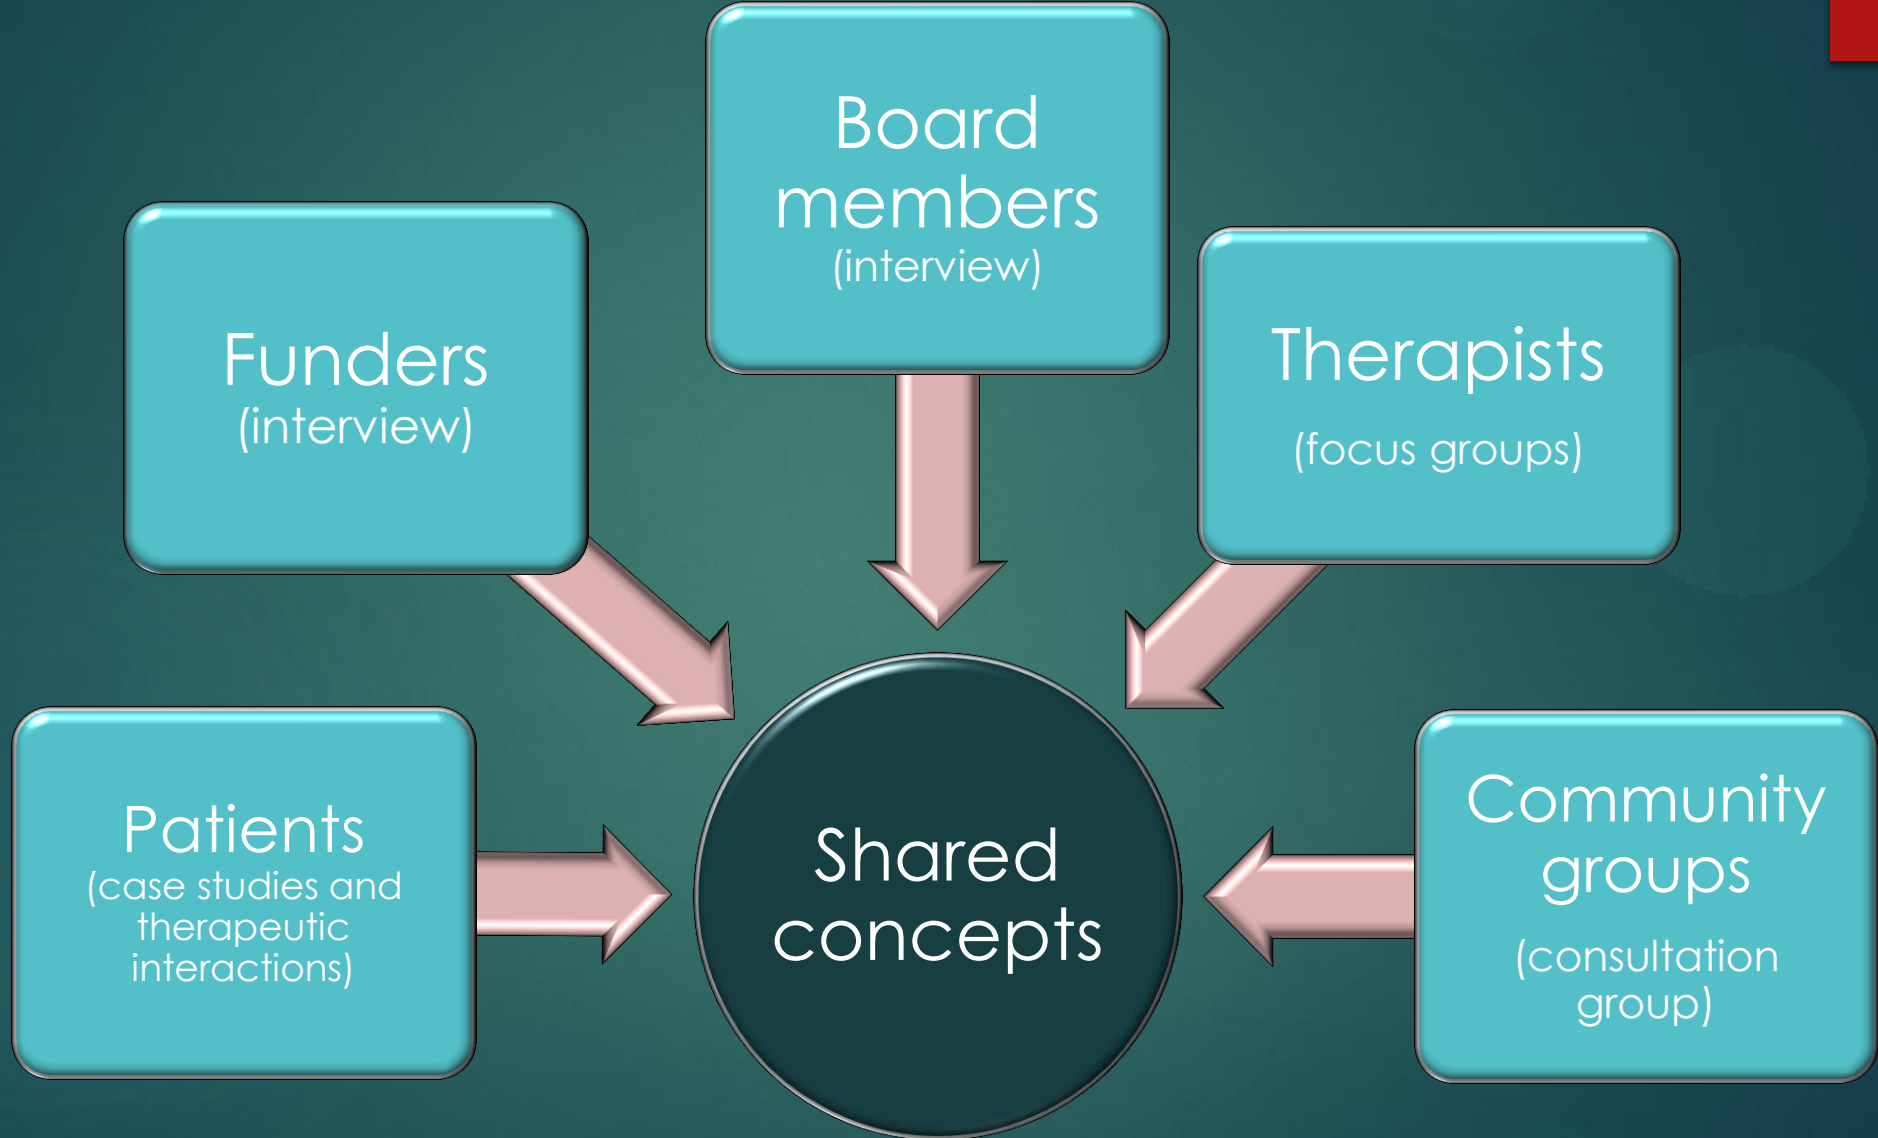 Board
members
(interview)
Funders
(interview)
Therapists
(focus groups)
Patients
(case studies and
therapeutic
interactions)
Shared
concepts
Community
groups
(consultation
group)